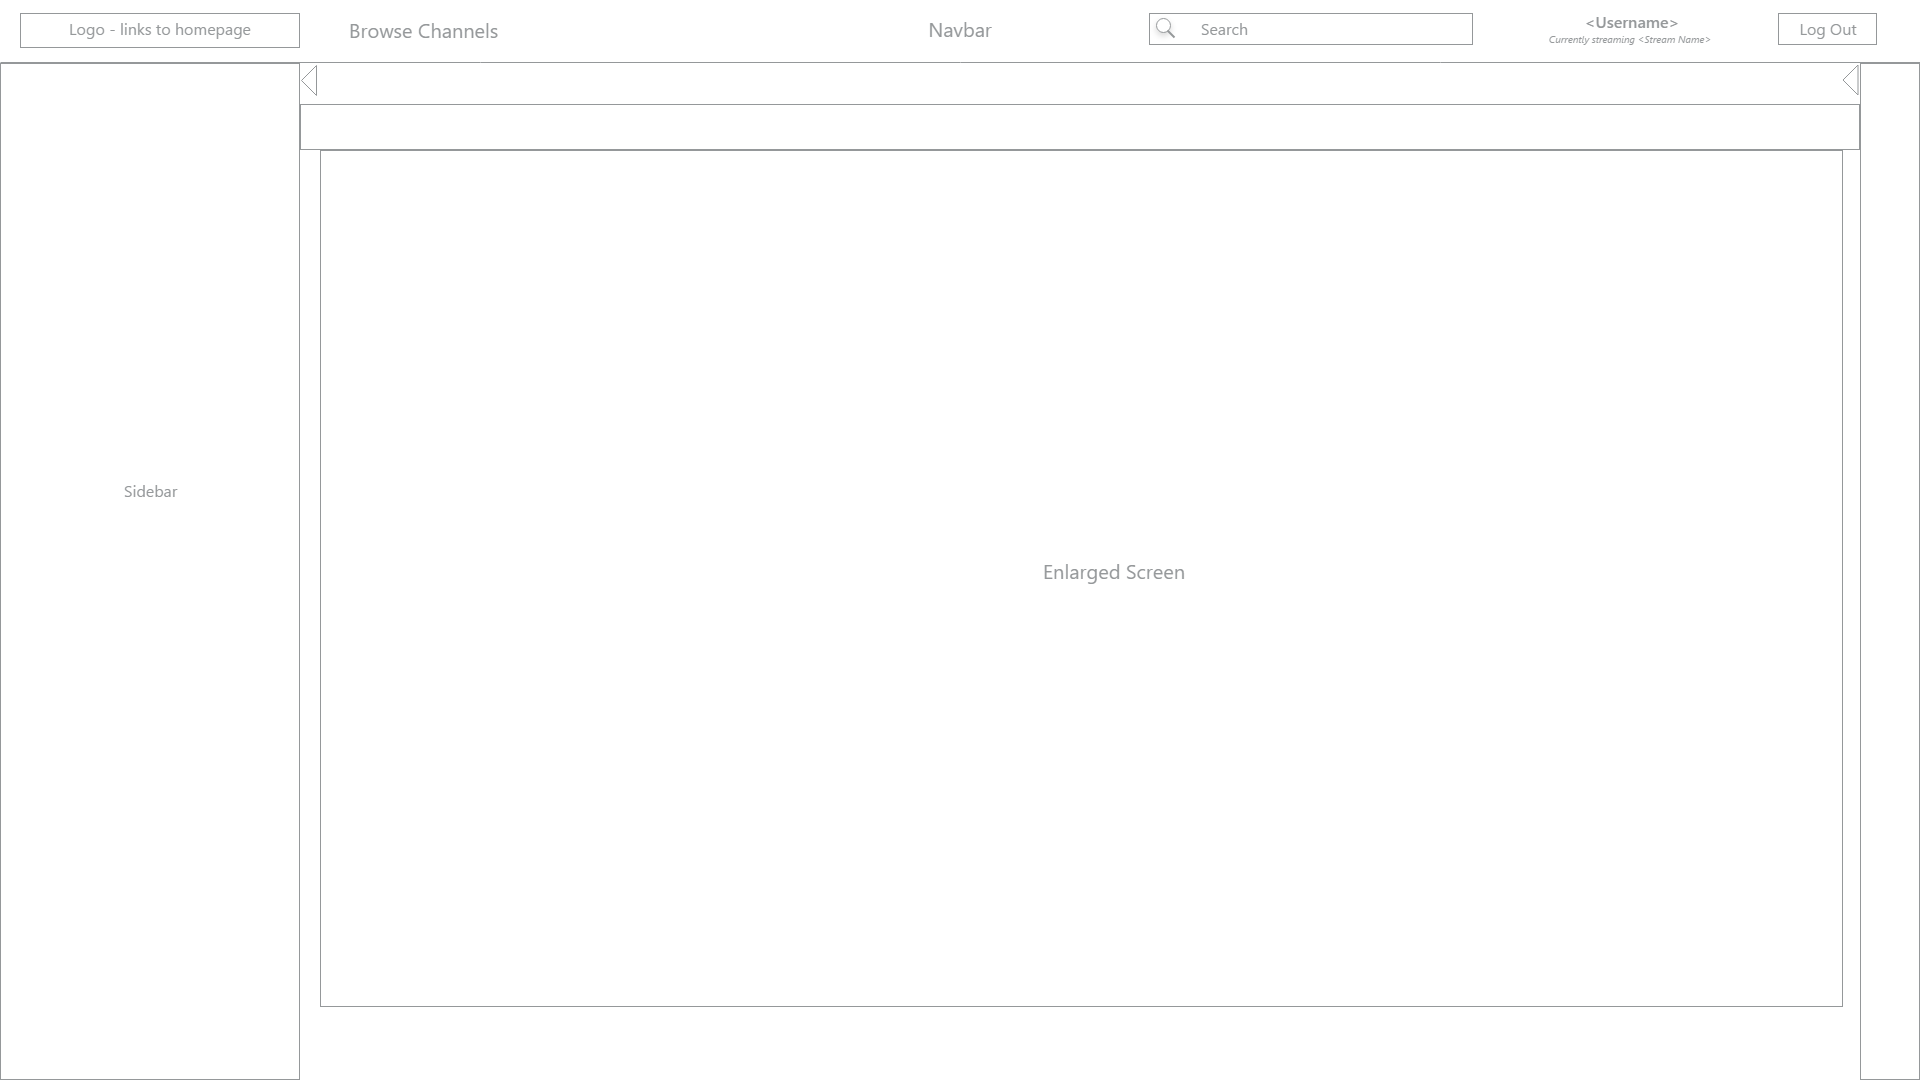 Logo - links to homepage
Browse Channels
Navbar
Search
<Username>
Currently streaming <Stream Name>
Log Out
Sidebar
Enlarged Screen